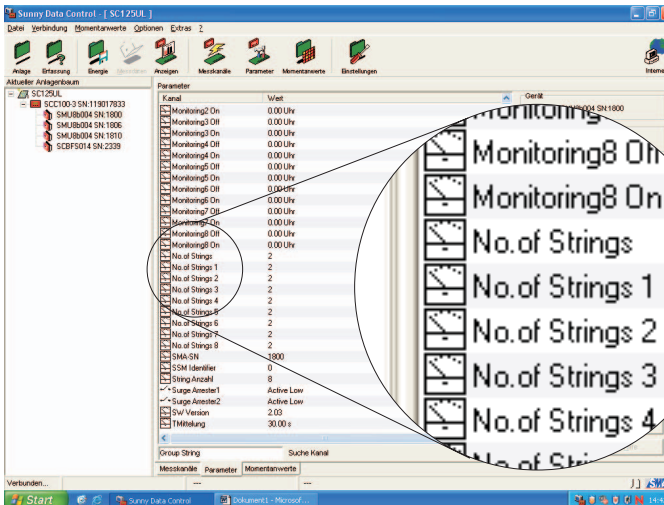 Sunny Data Control - [ SC125UL ]
Datei Verbindung Momentanwerte Optionen Extras ?
Anlage Erfassung Energie Anzeigen Messkanäle Parameter Momentanwerte Einstellungen
Aktueller Anlagenbaum
SC125UL
SCC100-3 SN:119017833
SMU8b004 SN:1800
SMU8b004 SN:1806
SMU8b004 SN:1810
SCBFS014 SN:2339
Parameter
Kanal Wert
Monitoring2 On 0.00 Uhr
Monitoring3 Off 0.00 Uhr
Monitoring3 On 0.00 Uhr
Monitoring4 Off 0.00 Uhr
Monitoring4 On 0.00 Uhr
Monitoring5 Off 0.00 Uhr
Monitoring5 On 0.00 Uhr
Monitoring6 Off 0.00 Uhr
Monitoring6 On 0.00 Uhr
Monitoring7 Off 0.00 Uhr
Monitoring7 On 0.00 Uhr
Monitoring8 Off 0.00 Uhr
Monitoring8 On 0.00 Uhr
No.of Strings 2
No.of Strings 1 2
No.of Strings 2 2
No.of Strings 3 2
No.of Strings 4 2
No.of Strings 5 2
No.of Strings 6 2
No.of Strings 7 2
No.of Strings 8 2
SMA-SN 1800
SSM Identifier 0
String Anzahl 8
Surge Arrester1 Active Low
Surge Arrester2 Active Low
SW Version 2.03
TMittelung 30.00 s
Group String Suche Kanal
Messkanäle Parameter Momentanwerte
Gerät
SN:1800
Monitoring8
Monitoring8 On
No.of Strings
No.of Strings 1
No.of Strings 2
No.of Strings 3
No.of Strings 4
Verbunden... --- ---
Start Sunny Data Control Dokument1 - Microsof...